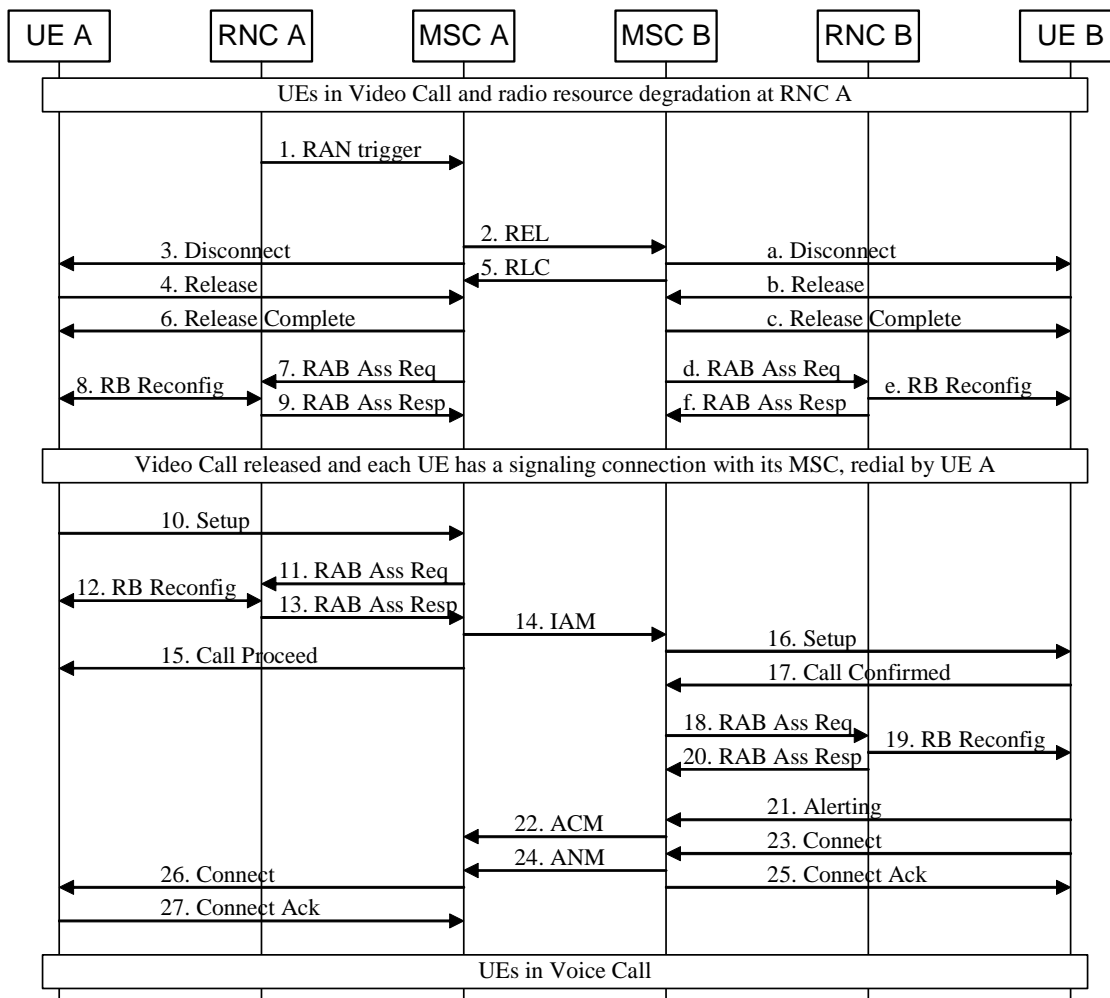 UE A
RNC A
MSC A
MSC B
RNC B
UE B
UEs in Video Call and radio resource degradation at RNC A
1. RAN trigger
2. REL
3. Disconnect
a. Disconnect
5. RLC
4. Release
b. Release
6. Release Complete
c. Release Complete
7. RAB Ass Req
d. RAB Ass Req
8. RB Reconfig
e. RB Reconfig
9. RAB Ass Resp
f. RAB Ass Resp
Video Call released and each UE has a signaling connection with its MSC, redial by UE A
10. Setup
11. RAB Ass Req
12. RB Reconfig
13. RAB Ass Resp
14. IAM
16. Setup
15. Call Proceed
17. Call Confirmed
18. RAB Ass Req
19. RB Reconfig
20. RAB Ass Resp
21. Alerting
22. ACM
23. Connect
24. ANM
26. Connect
25. Connect Ack
27. Connect Ack
UEs in Voice Call